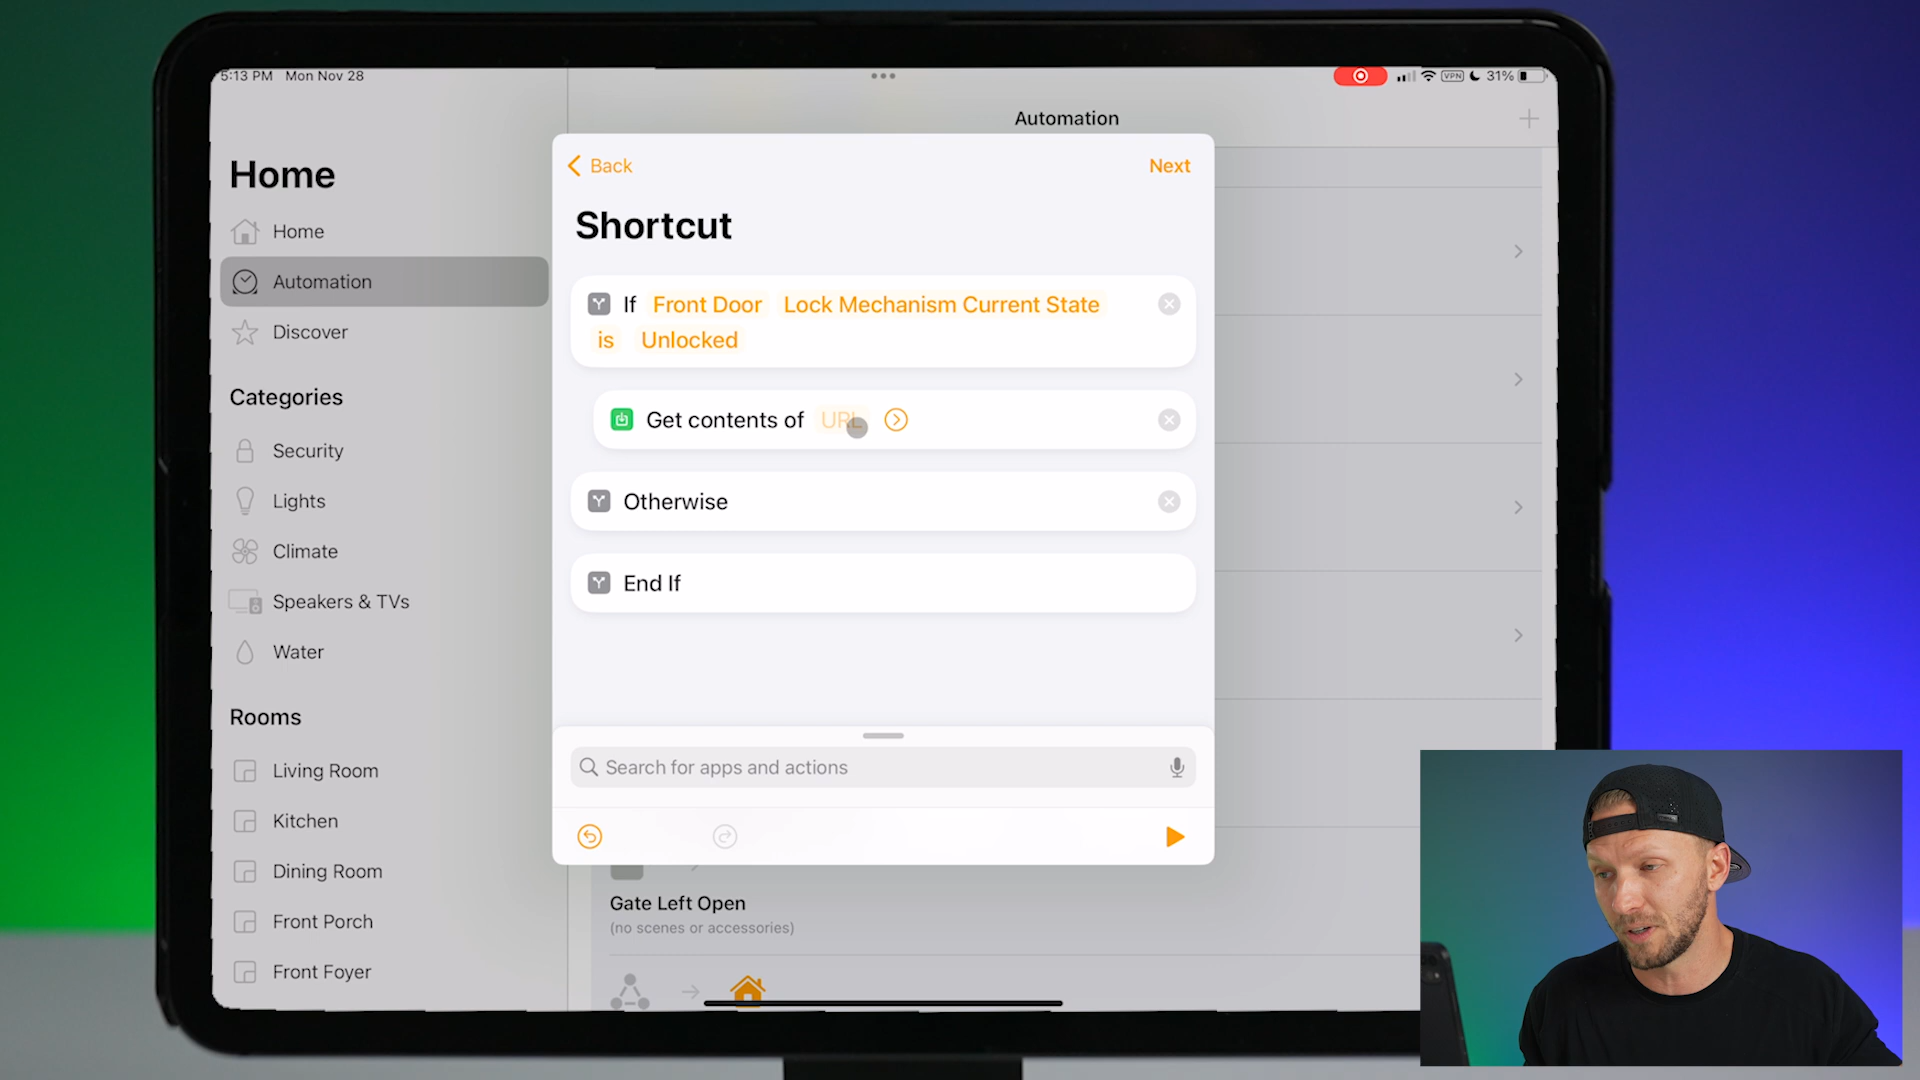 5:13 PM Mon Nov 28
VPN 31%
Automation
Home
Home
Automation
Discover
Categories
Security
Lights
Climate
Speakers & TVs
Water
Rooms
Living Room
Kitchen
Dining Room
Front Porch
Front Foyer
Back
Next
Shortcut
If Front Door Lock Mechanism Current State
is Unlocked
Get contents of URL
Otherwise
End If
Search for apps and actions
Gate Left Open
(no scenes or accessories)